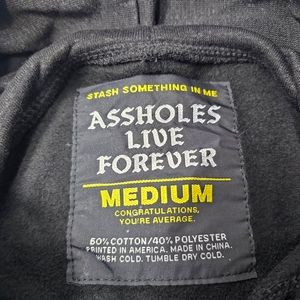 STASH SOMETHING IN ME
ASSHOLES
LIVE
FOREVER
MEDIUM
CONGRATULATIONS,
YOU'RE AVERAGE.
60% COTTON/40% POLYESTER
PRINTED IN AMERICA. MADE IN CHINA.
WASH COLD. TUMBLE DRY COLD.